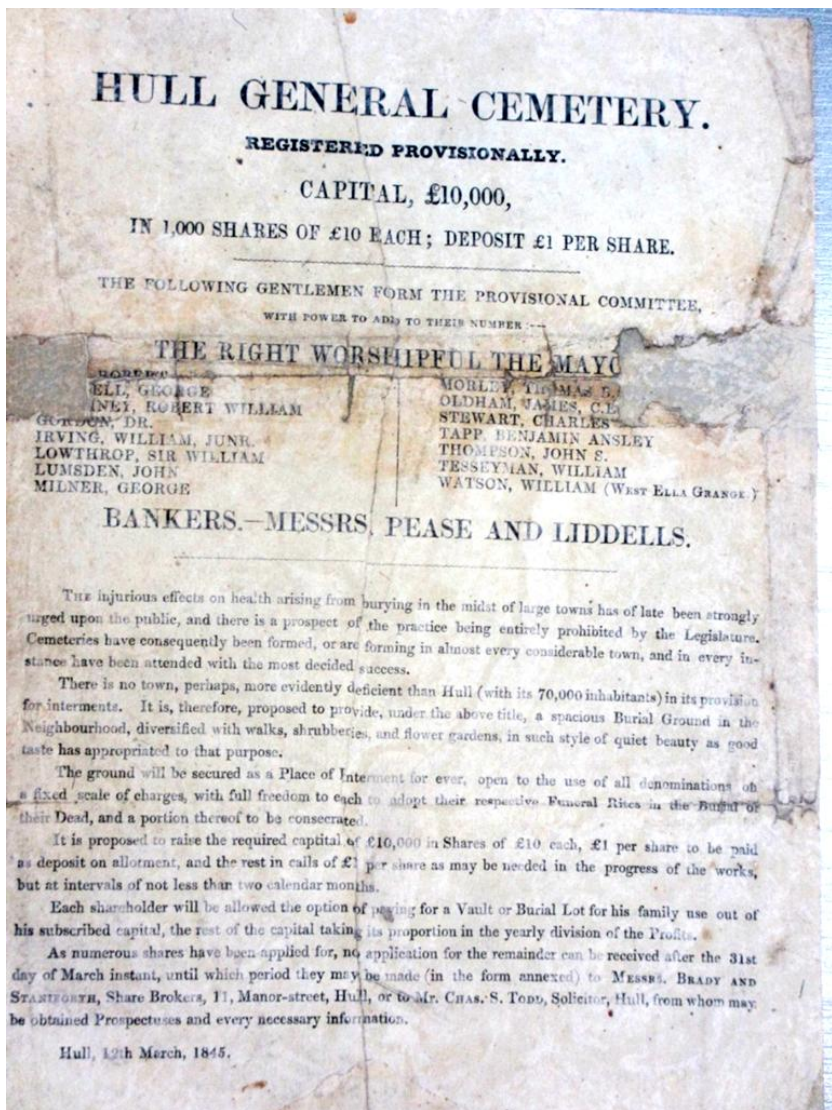 HULL GENERAL CEMETERY.
REGISTERED PROVISIONALLY.
CAPITAL, £10,000,
IN 1,000 SHARES OF £10 EACH; DEPOSIT £1 PER SHARE.
THE FOLLOWING GENTLEMEN FORM THE PROVISIONAL COMMITTEE,
WITH POWER TO ADD TO THEIR NUMBER :—
THE RIGHT WORSHIPFUL THE MAYO
ROBERT
ELL, GEORGE
NEY, ROBERT WILLIAM
GORDON, DR.
IRVING, WILLIAM, JUNR.
LOWTHROP, SIR WILLIAM
LUMSDEN, JOHN
MILNER, GEORGE
MORLEY, THOMAS B.
OLDHAM, JAMES, C.E
STEWART, CHARLES
TAPP BENJAMIN ANSLEY
THOMPSON, JOHN S.
TESSEYMAN, WILLIAM
WATSON, WILLIAM (WEST ELLA GRANGE.)
BANKERS.—MESSRS. PEASE AND LIDDELLS.
THE injurious effects on health arising from burying in the midst of large towns has of late been strongly
urged upon the public, and there is a prospect of the practice being entirely prohibited by the Legislature.
Cemeteries have consequently been formed, or are forming in almost every considerable town, and in every in-
stance have been attended with the most decided success.
There is no town, perhaps, more evidently deficient than Hull (with its 70,000 inhabitants) in its provision
for interments. It is, therefore, proposed to provide, under the above title, a spacious Burial Ground in the
Neighbourhood, diversified with walks, shrubberies, and flower gardens, in such style of quiet beauty as good
taste has appropriated to that purpose.
The ground will be secured as a Place of Interment for ever, open to the use of all denominations on
a fixed scale of charges, with full freedom to each to adopt their respective Funeral Rites in the Burial of
their Dead, and a portion thereof to be consecrated.
It is proposed to raise the required captital of £10,000 in Shares of £10 each, £1 per share to be paid
as deposit on allotment, and the rest in calls of £1 per share as may be needed in the progress of the works,
but at intervals of not less than two calendar months.
Each shareholder will be allowed the option of paying for a Vault or Burial Lot for his family use out of
his subscribed capital, the rest of the capital taking its proportion in the yearly division of the Profits.
As numerous shares have been applied for, no application for the remainder can be received after the 31st
day of March instant, until which period they may be made (in the form annexed) to MESSRS. BRADY AND
STANIFORTH, Share Brokers, 11, Manor-street, Hull, or to Mr. CHAS. S. TODD, Solicitor, Hull, from whom may
be obtained Prospectuses and every necessary information.
Hull, 12th March, 1845.